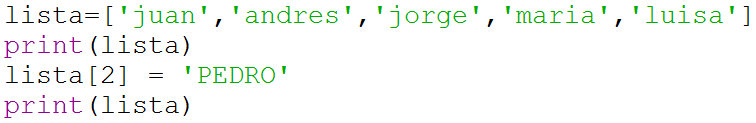 lista=['juan','andres','jorge','maria','luisa']
print(lista)
lista[2] = 'PEDRO'
print(lista)